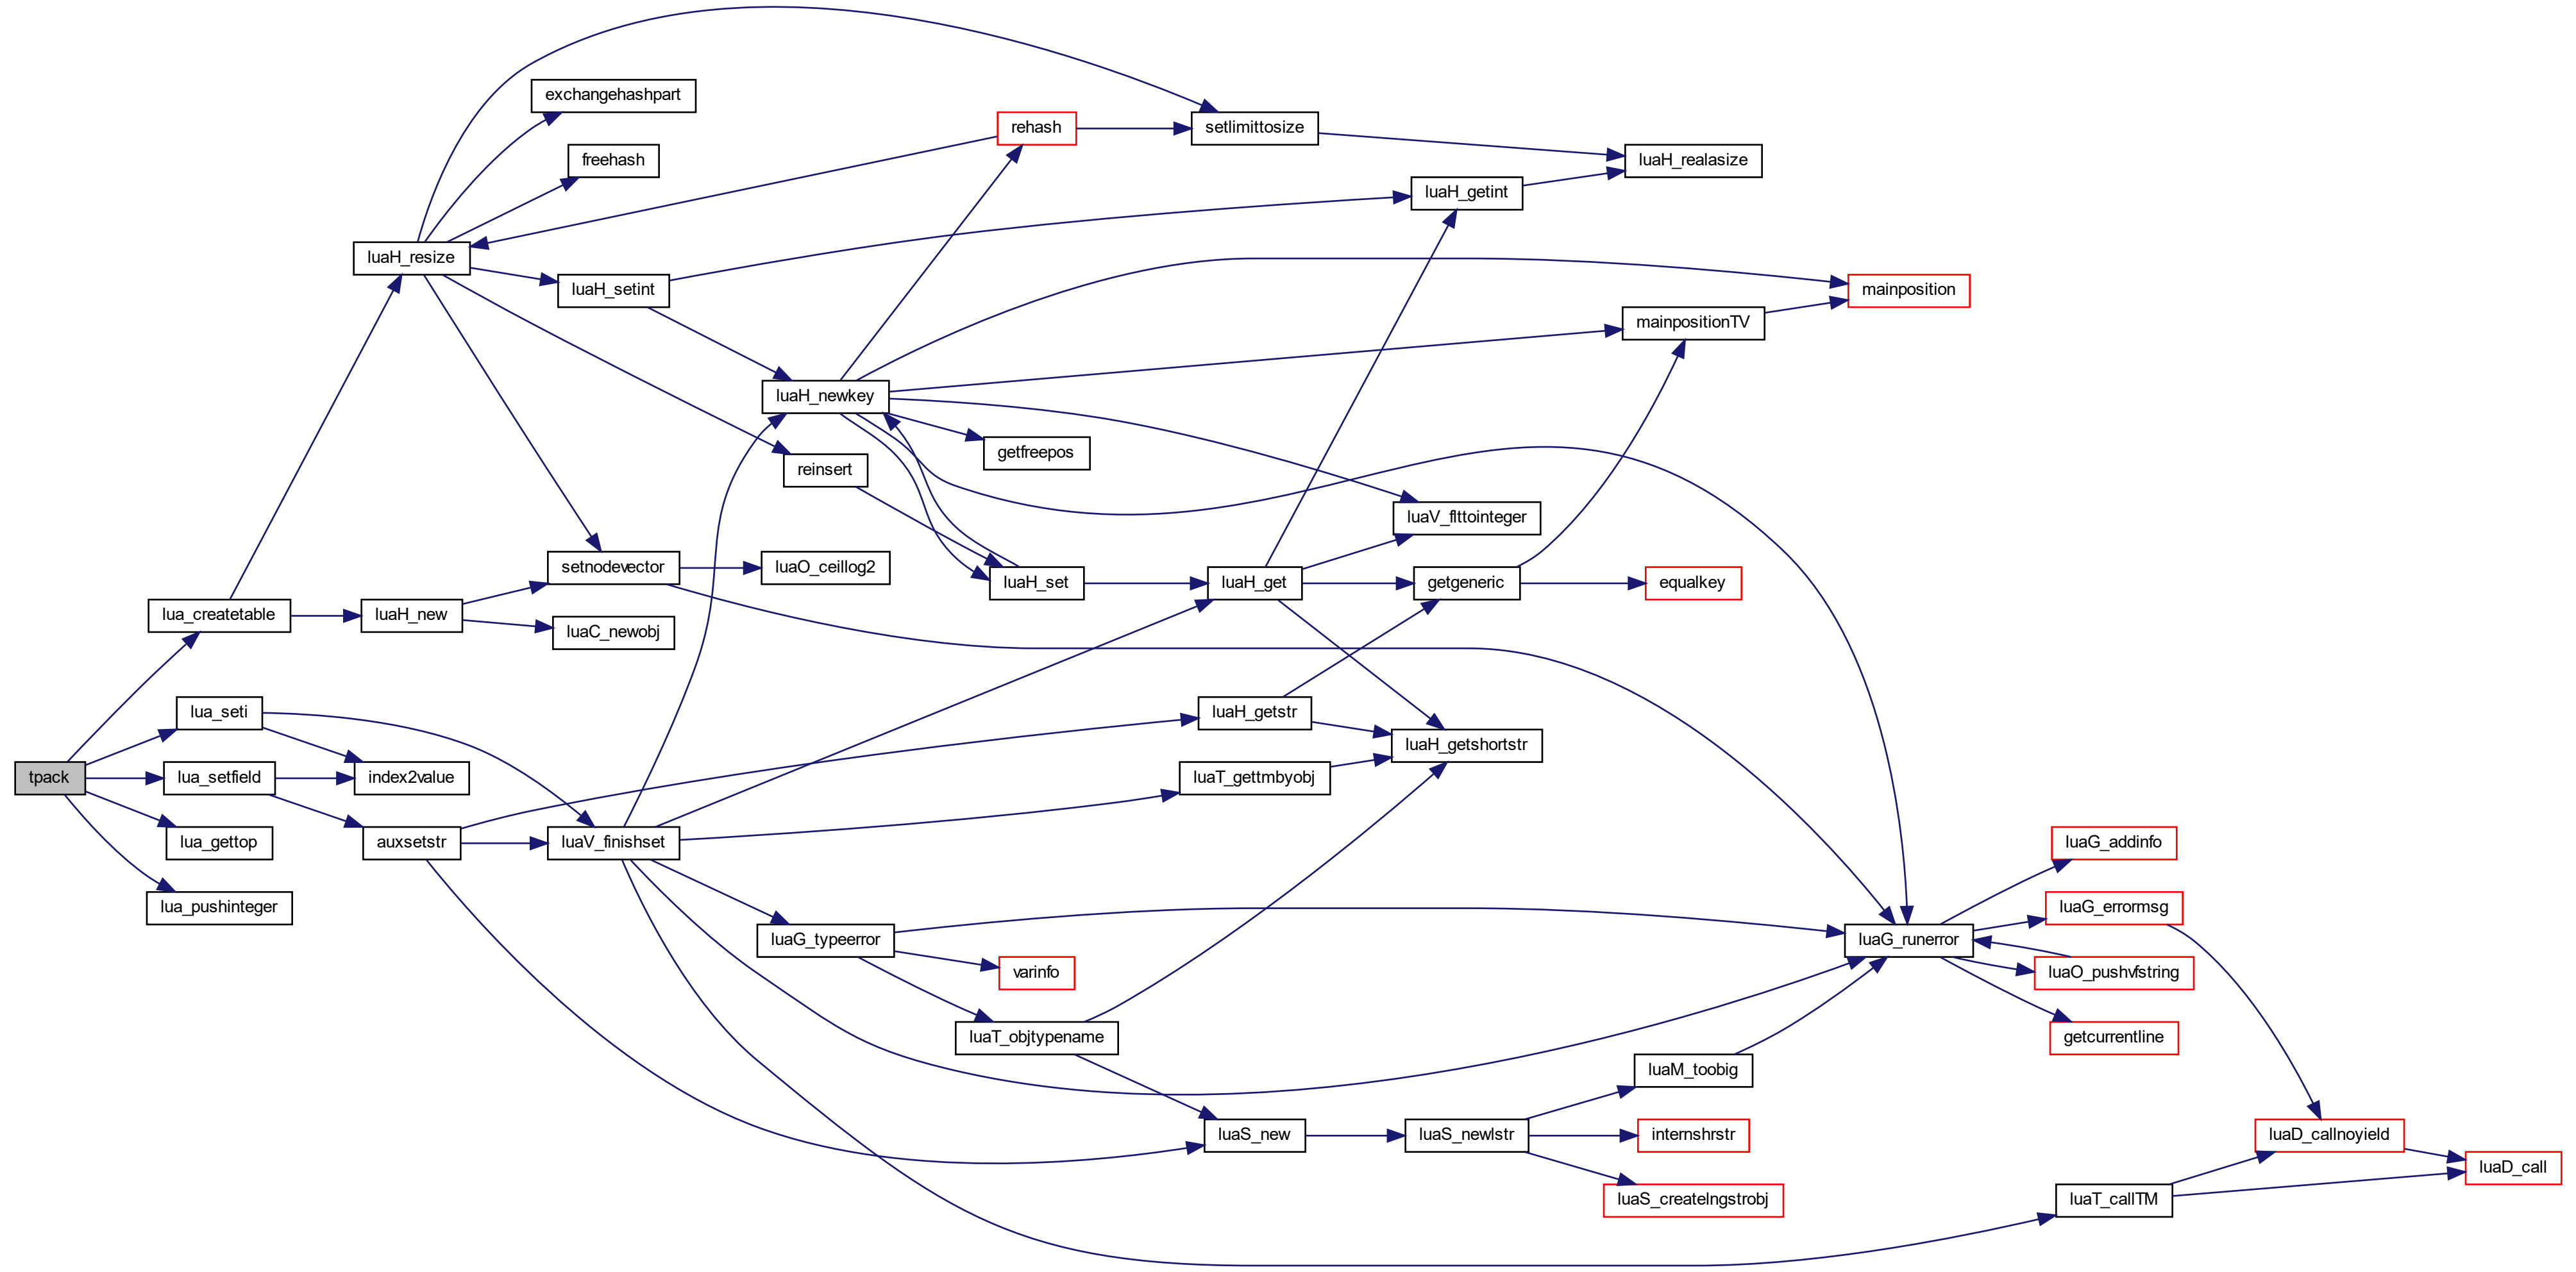 exchangehashpart
rehash
setlimittosize
freehash
luaH_realasize
luaH_getint
luaH_resize
luaH_setint
mainposition
mainpositionTV
luaH_newkey
getfreepos
reinsert
luaV_flttointeger
setnodevector
luaO_ceillog2
luaH_set
luaH_get
getgeneric
equalkey
lua_createtable
luaH_new
luaC_newobj
lua_seti
luaH_getstr
luaH_getshortstr
tpack
lua_setfield
index2value
luaT_gettmbyobj
lua_gettop
auxsetstr
luaV_finishset
luaG_addinfo
lua_pushinteger
luaG_errormsg
luaG_typeerror
luaG_runerror
varinfo
luaO_pushvfstring
luaT_objtypename
getcurrentline
luaM_toobig
luaS_new
luaS_newlstr
internshrstr
luaD_callnoyield
luaD_call
luaS_createlngstrobj
luaT_callTM